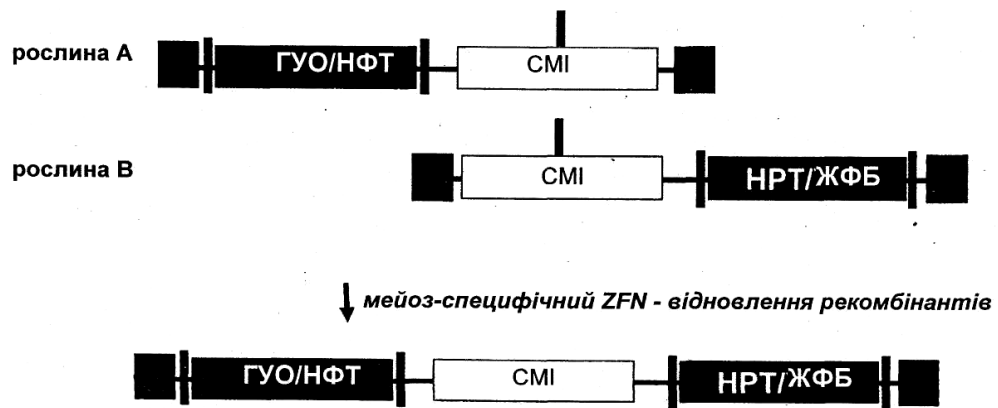 рослина А
ГУО/НФТ
СМІ
рослина В
СМІ
НРТ/ЖФБ
мейоз-специфічний ZFN - відновлення рекомбінантів
ГУО/НФТ
СМІ
НРТ/ЖФБ